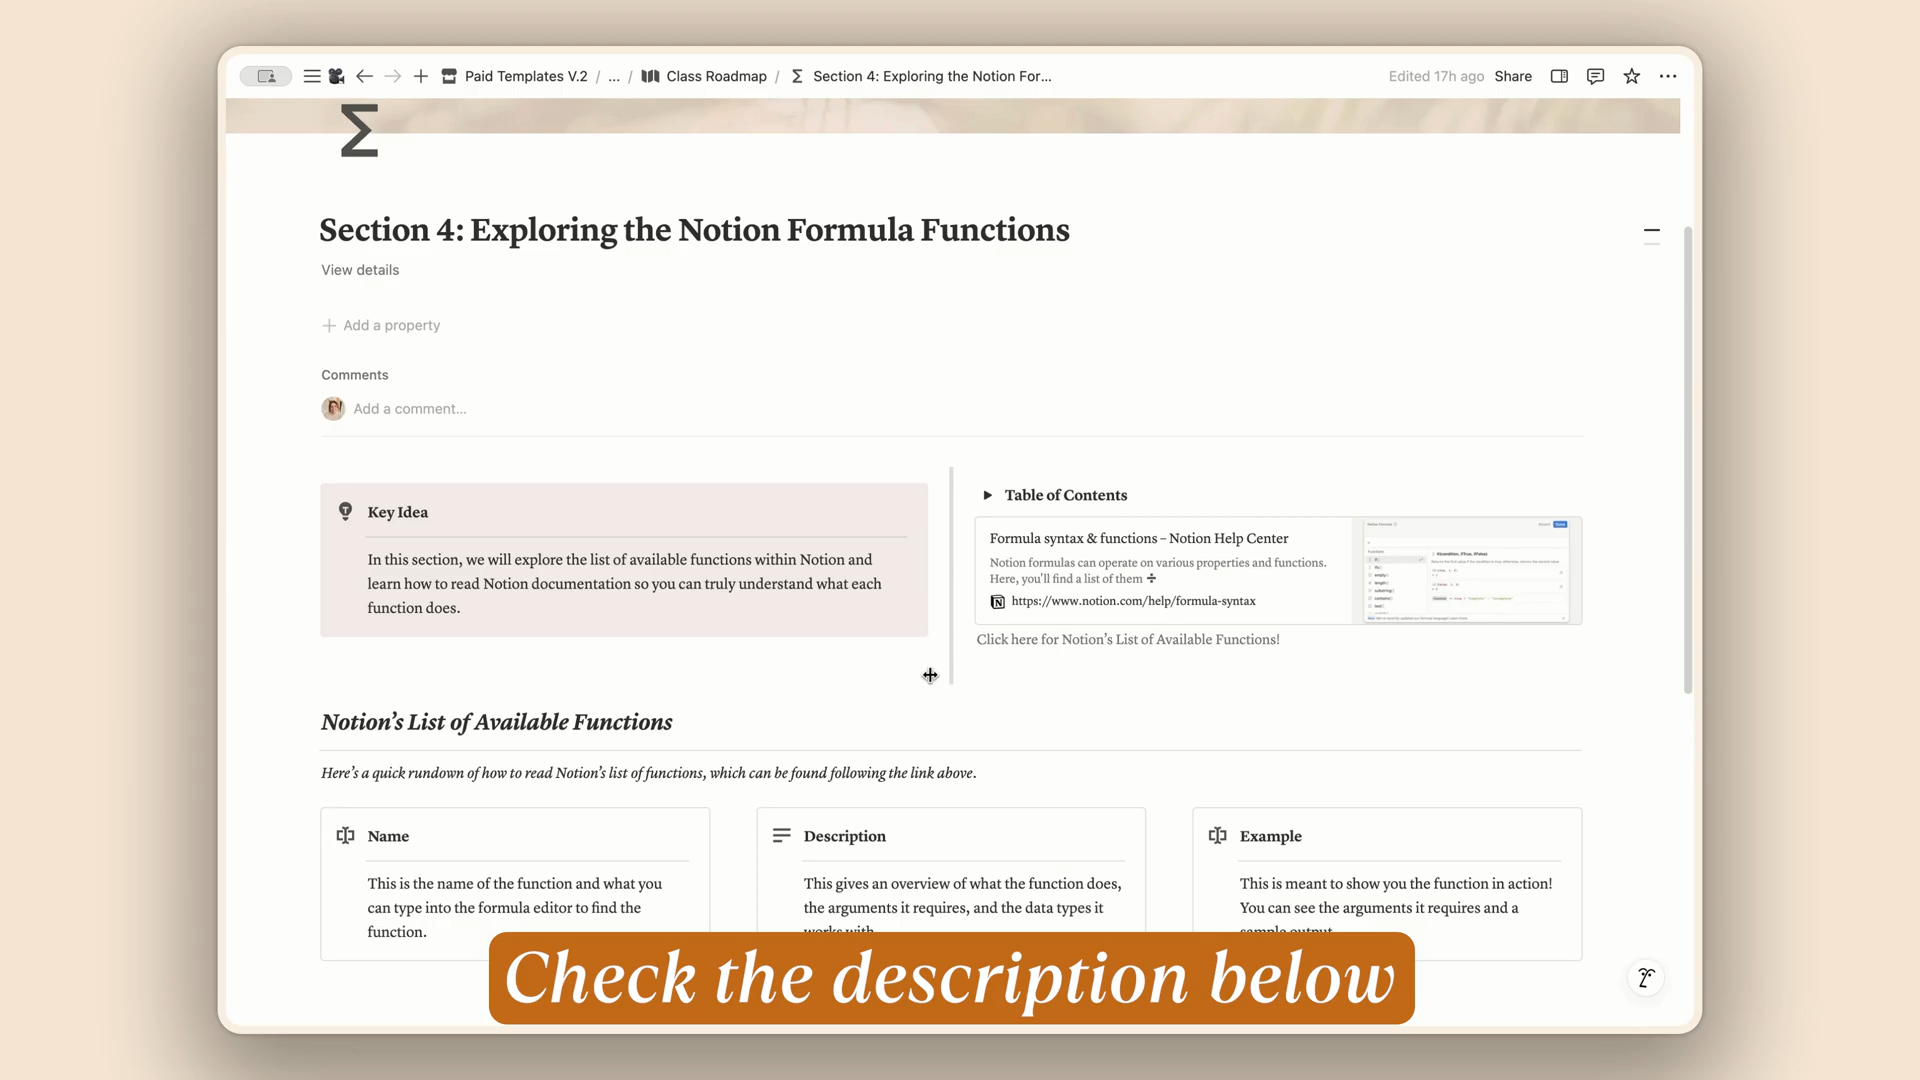 Paid Templates V.2 / ... / Class Roadmap / Σ Section 4: Exploring the Notion For...
Edited 17h ago Share
Σ
Section 4: Exploring the Notion Formula Functions
View details
+ Add a property
Comments
Add a comment...
Key Idea
In this section, we will explore the list of available functions within Notion and
learn how to read Notion documentation so you can truly understand what each
function does.
Table of Contents
Formula syntax & functions – Notion Help Center
Notion formulas can operate on various properties and functions.
Here, you'll find a list of them ➗
https://www.notion.com/help/formula-syntax
Click here for Notion's List of Available Functions!
Notion's List of Available Functions
Here's a quick rundown of how to read Notion's list of functions, which can be found following the link above.
Name
This is the name of the function and what you
can type into the formula editor to find the
function.
Description
This gives an overview of what the function does,
the arguments it requires, and the data types it
works with.
Example
This is meant to show you the function in action!
You can see the arguments it requires and a
sample output.
Check the description below